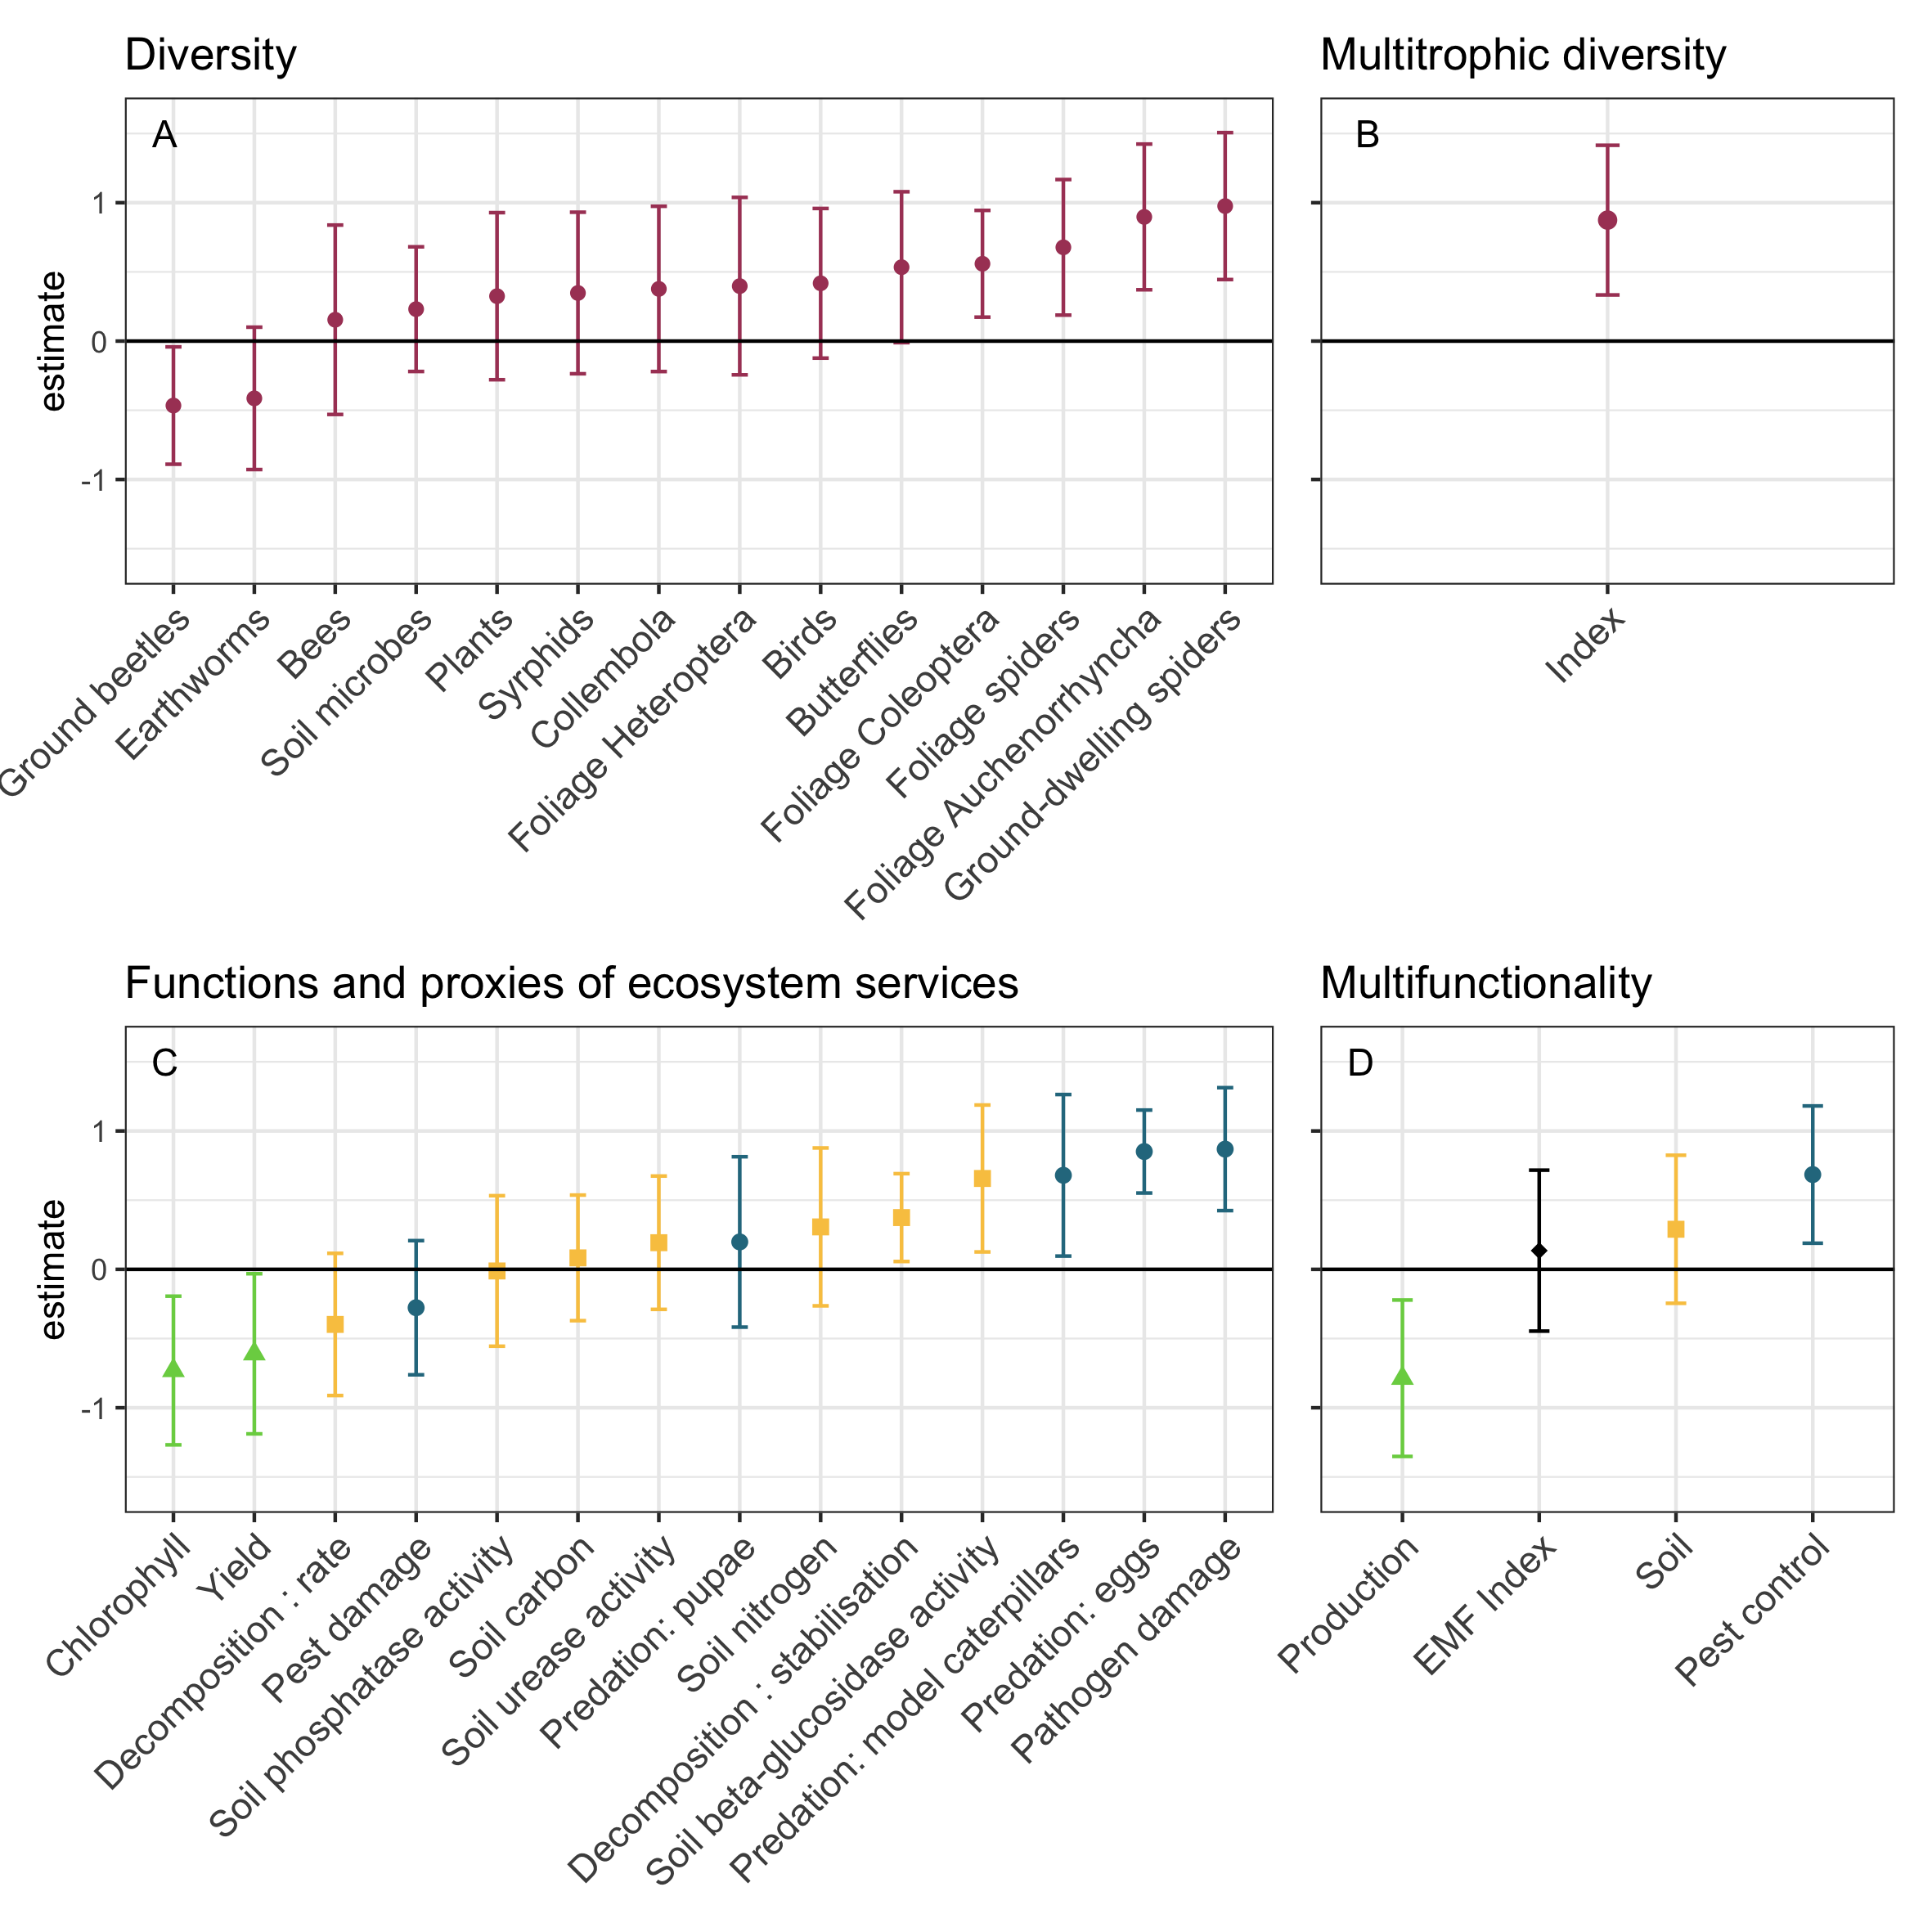 Diversity
Multitrophic diversity
A
B
estimate
1
0
-1
Ground beetles
Earthworms
Bees
Soil microbes
Plants
Syrphids
Collembola
Foliage Heteroptera
Birds
Butterflies
Foliage Coleoptera
Foliage spiders
Foliage Auchenorrhyncha
Ground-dwelling spiders
Index
Functions and proxies of ecosystem services
Multifunctionality
C
D
estimate
1
0
-1
Chlorophyll
Yield
Decomposition : rate
Pest damage
Soil phosphatase activity
Soil carbon
Soil urease activity
Predation: pupae
Soil nitrogen
Decomposition : stabilisation
Soil beta-glucosidase activity
Predation: model caterpillars
Predation: eggs
Pathogen damage
Production
EMF Index
Soil
Pest control